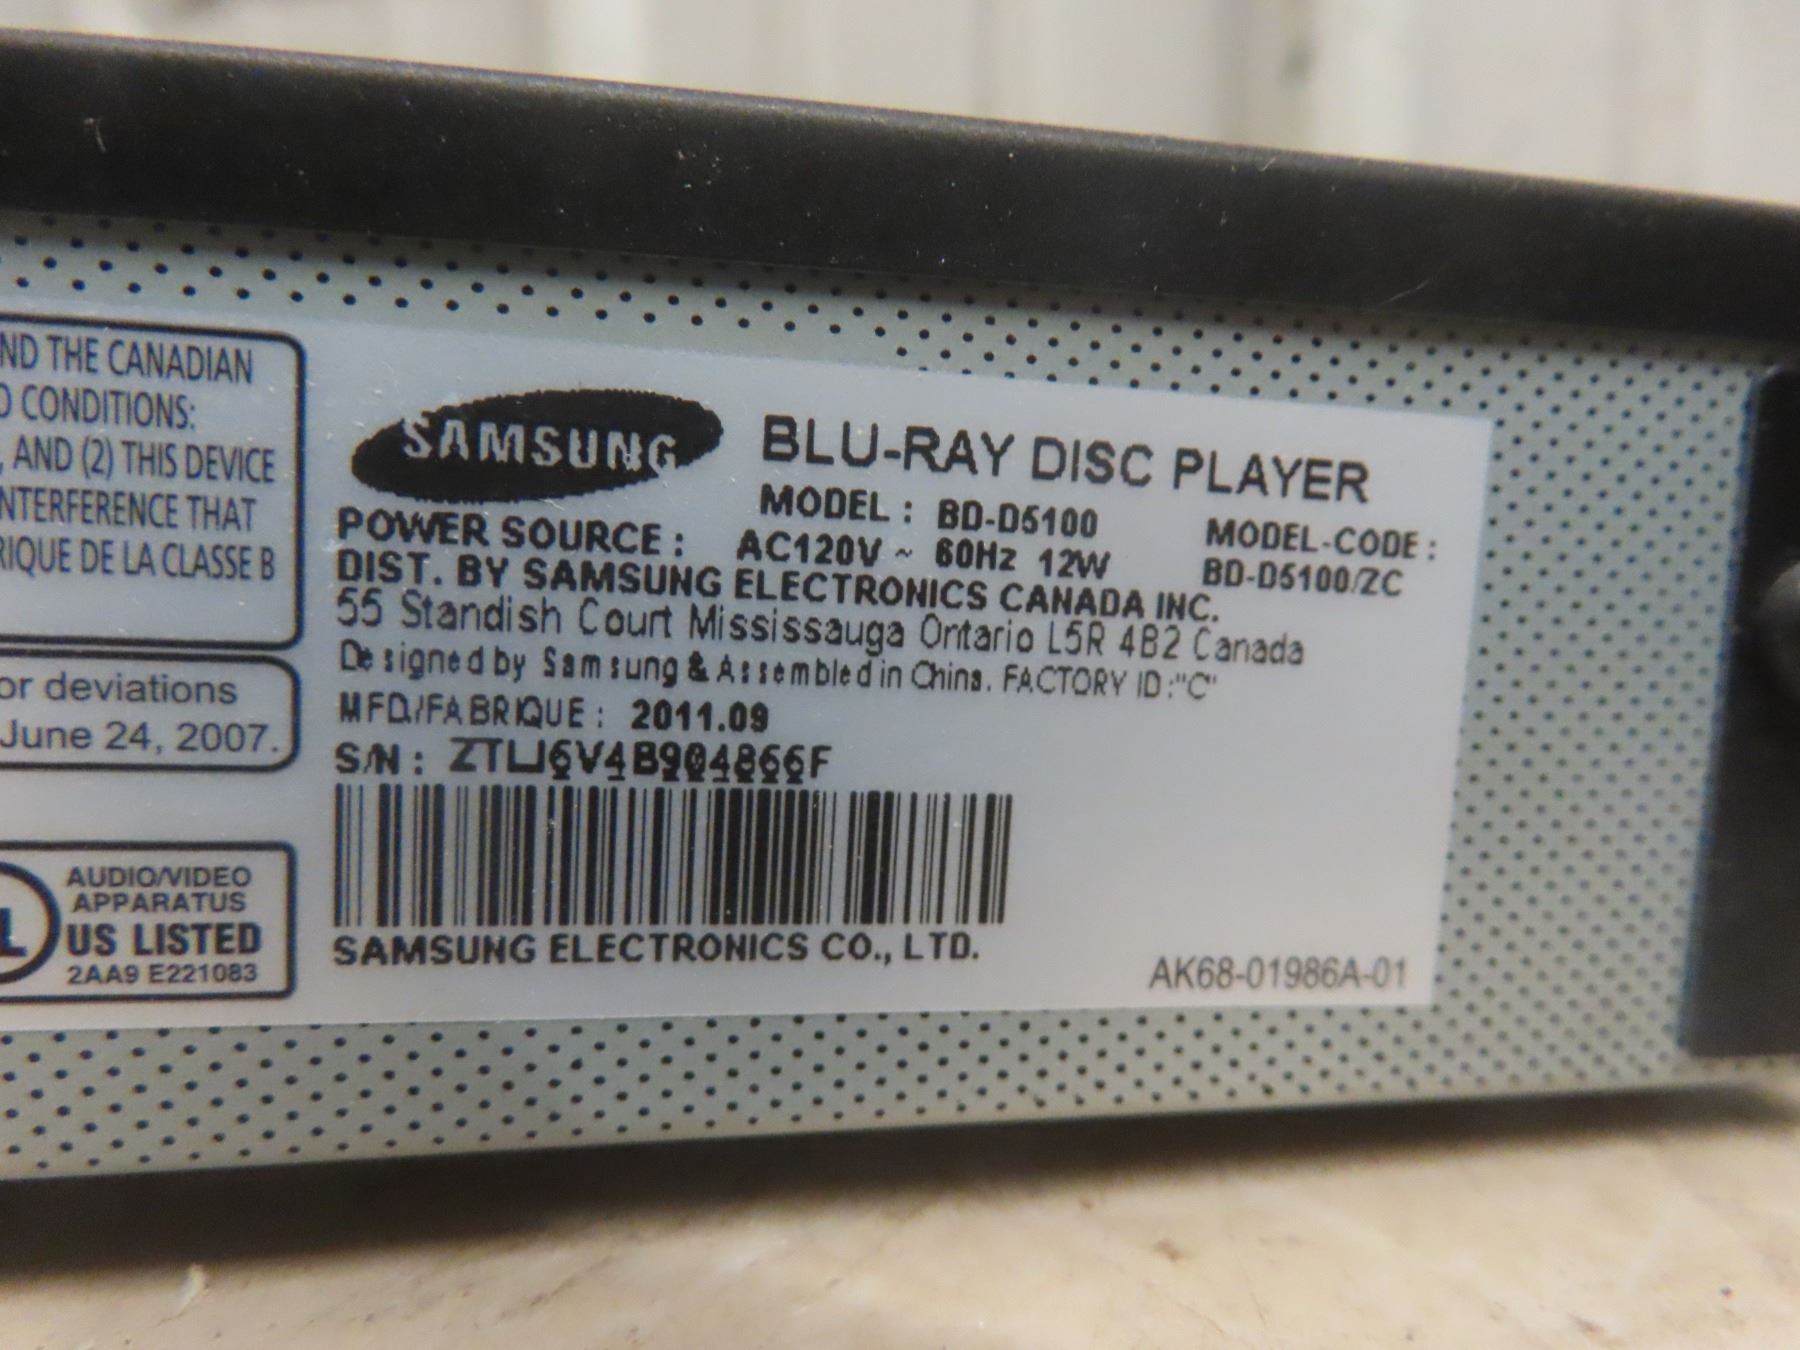 ND THE CANADIAN
CONDITIONS:
, AND (2) THIS DEVICE
NTERFERENCE THAT
RIQUE DE LA CLASSE B
or deviations
June 24, 2007.
AUDIO/VIDEO
APPARATUS
US LISTED
2AA9 E221083
SAMSUNG
BLU-RAY DISC PLAYER
MODEL : BD-D5100
MODEL-CODE :
BD-D5100/ZC
POWER SOURCE : AC120V ~ 60Hz 12W
DIST. BY SAMSUNG ELECTRONICS CANADA INC.
55 Standish Court Mississauga Ontario L5R 4B2 Canada
Designed by Samsung & Assembled in China. FACTORY ID:"C"
MFD./FABRIQUE : 2011.09
S/N :
SAMSUNG ELECTRONICS CO., LTD.
AK68-01986A-01